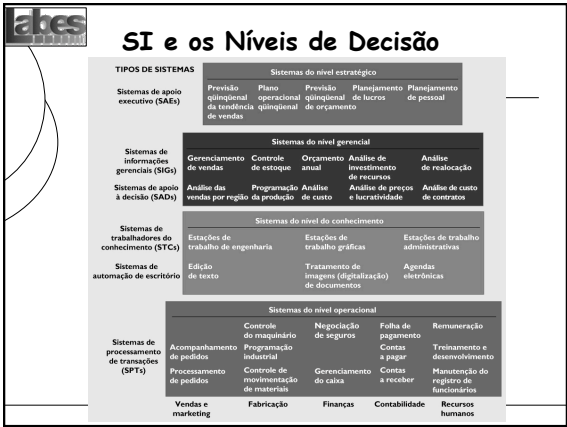 Labes
SI e os Níveis de Decisão
TIPOS DE SISTEMAS
Sistemas do nível estratégico
Sistemas de apoio
executivo (SAEs)
Previsão
qüinqüenal
da tendência
de vendas
Plano
operacional
qüinqüenal
Previsão
qüinqüenal
de orçamento
Planejamento
de lucros
Planejamento
de pessoal
Sistemas do nível gerencial
Sistemas de
informações
gerenciais (SIGs)
Gerenciamento
de vendas
Controle
de estoque
Orçamento
anual
Análise de
investimento
de recursos
Análise
de realocação
Sistemas de apoio
à decisão (SADs)
Análise das
vendas por região
Programação
da produção
Análise
de custo
Análise de preços
e lucratividade
Análise de custo
de contratos
Sistemas do nível do conhecimento
Sistemas de
trabalhadores do
conhecimento (STCs)
Estações de
trabalho de engenharia
Estações de
trabalho gráficas
Estações de trabalho
administrativas
Sistemas de
automação de escritório
Edição
de texto
Tratamento de
imagens (digitalização)
de documentos
Agendas
eletrônicas
Sistemas do nível operacional
Sistemas de
processamento
de transações
(SPTs)
Controle
do maquinário
Negociação
de seguros
Folha de
pagamento
Remuneração
Acompanhamento
de pedidos
Programação
industrial
Contas
a pagar
Treinamento e
desenvolvimento
Processamento
de pedidos
Controle de
movimentação
de materiais
Gerenciamento
do caixa
Contas
a receber
Manutenção do
registro de
funcionários
Vendas e
marketing
Fabricação
Finanças
Contabilidade
Recursos
humanos